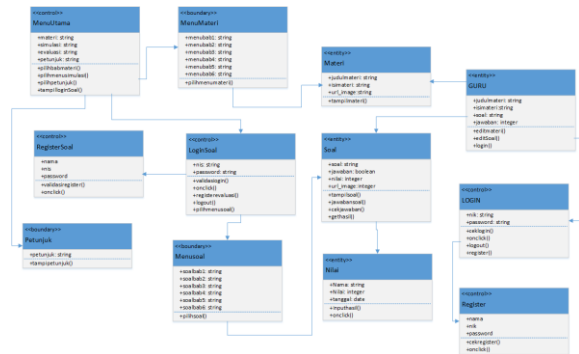 <<control>>
MenuUtama
+materi: string
+simulasi: string
+evaluasi: string
+petunjuk: string
+pilihbabmateri()
+pilihmenusimulasi()
+pilihpetunjuk()
+tampilloginSoal()
<<boundary>>
MenuMateri
+menubab1: string
+menubab2: string
+menubab3: string
+menubab4: string
+menubab5: string
+menubab6: string
+pilihmenumateri()
<<entity>>
Materi
+judulmateri: string
+isimateri: string
+url_image:string
+tampilmateri()
<<entity>>
GURU
+judulmateri: string
+isimateri:string
+soal: string
+jawaban: integer
+editmateri()
+editSoal()
+login()
<<control>>
RegisterSoal
+nama
+nis
+password
+validasiregister()
+onclick()
<<control>>
LoginSoal
+nis: string
+password: string
+validaslogin()
+onclick()
+registerevaluasi()
+logout()
+pilihmenusoal()
<<entity>>
Soal
+soal: string
+jawaban: boolean
+nilai: integer
+url_image: integer
+tampilsoal()
+jawabansoal()
+cekjawaban()
+gethasil()
<<control>>
LOGIN
+nik: string
+password: string
+ceklogin()
+onclick()
+logout()
+register()
<<boundary>>
Petunjuk
+petunjuk: string
+tampilpetunjuk()
<<boundary>>
Menusoal
+soalbab1: string
+soalbab2: string
+soalbab3: string
+soalbab4: string
+soalbab5: string
+soalbab6: string
+pilihsoal()
<<entity>>
Nilai
+Nama: string
+Nilai: integer
+tanggal: date
+inputhasil()
+onclick()
<<control>>
Register
+nama
+nik
+password
+cekregister()
+onclick()